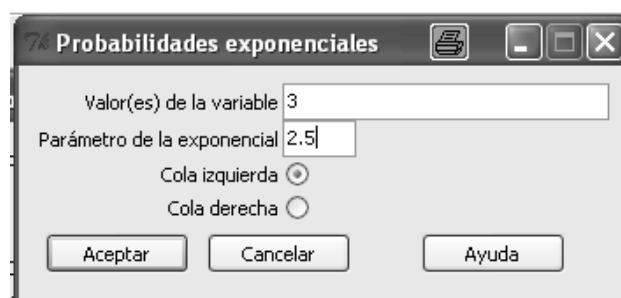 Probabilidades exponenciales
Valor(es) de la variable 3
Parámetro de la exponencial 2.5
Cola izquierda
Cola derecha
Aceptar Cancelar Ayuda